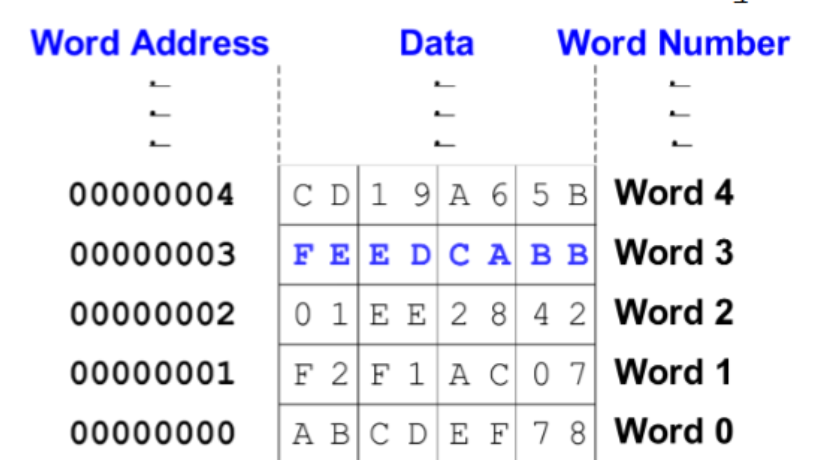 Word Address Data Word Number
00000004 C D 1 9 A 6 5 B Word 4
00000003 F E E D C A B B Word 3
00000002 0 1 E E 2 8 4 2 Word 2
00000001 F 2 F 1 A C 0 7 Word 1
00000000 A B C D E F 7 8 Word 0